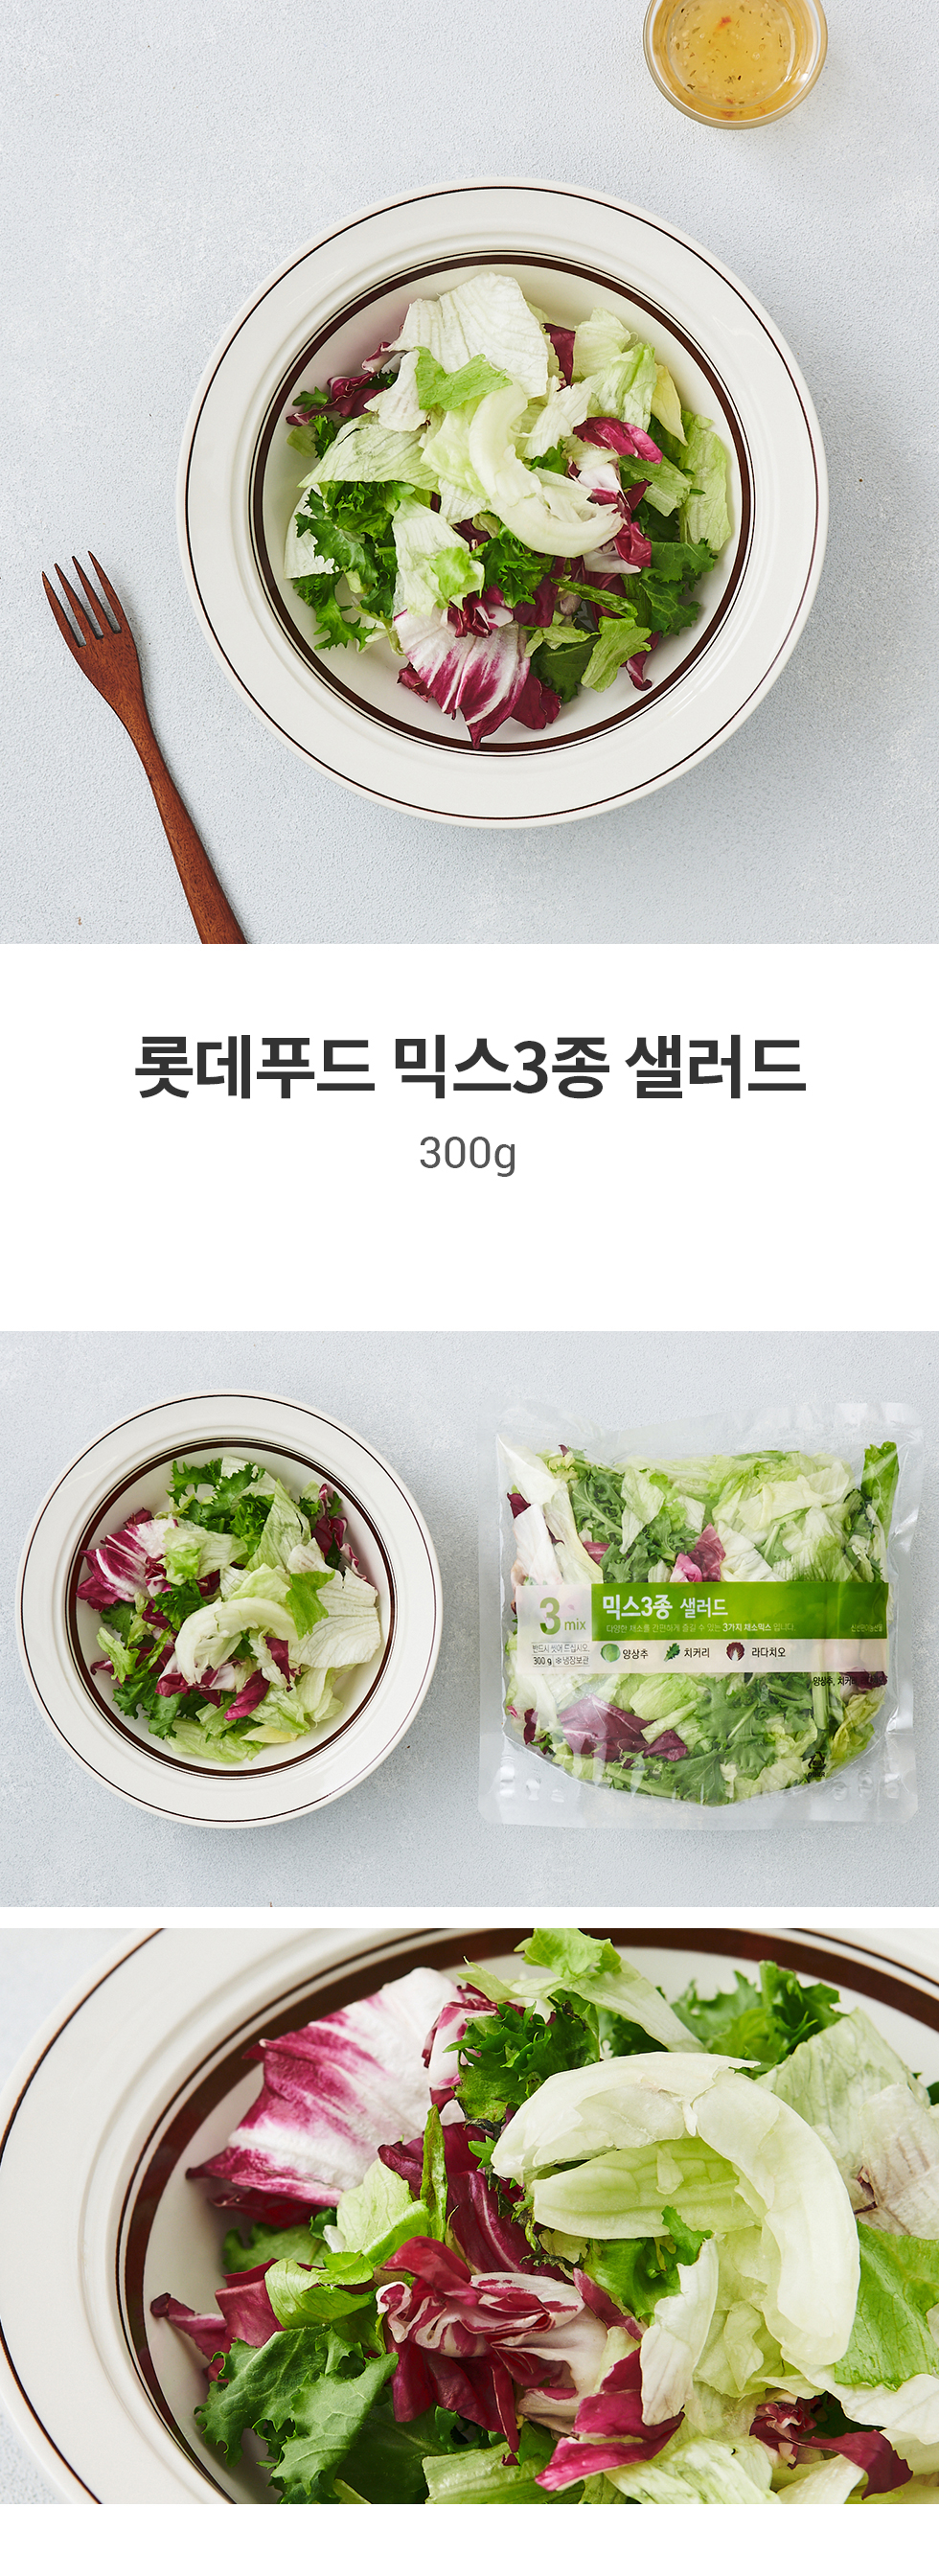 롯데푸드 믹스3종 샐러드
300g
3 mix
믹스3종 샐러드
다양한 채소를 간편하게 즐길 수 있는 3가지 채소믹스 입니다.
반드시 씻어 드십시오.
300 g 냉장보관
양상추 치커리 라디치오
양상추, 치커리